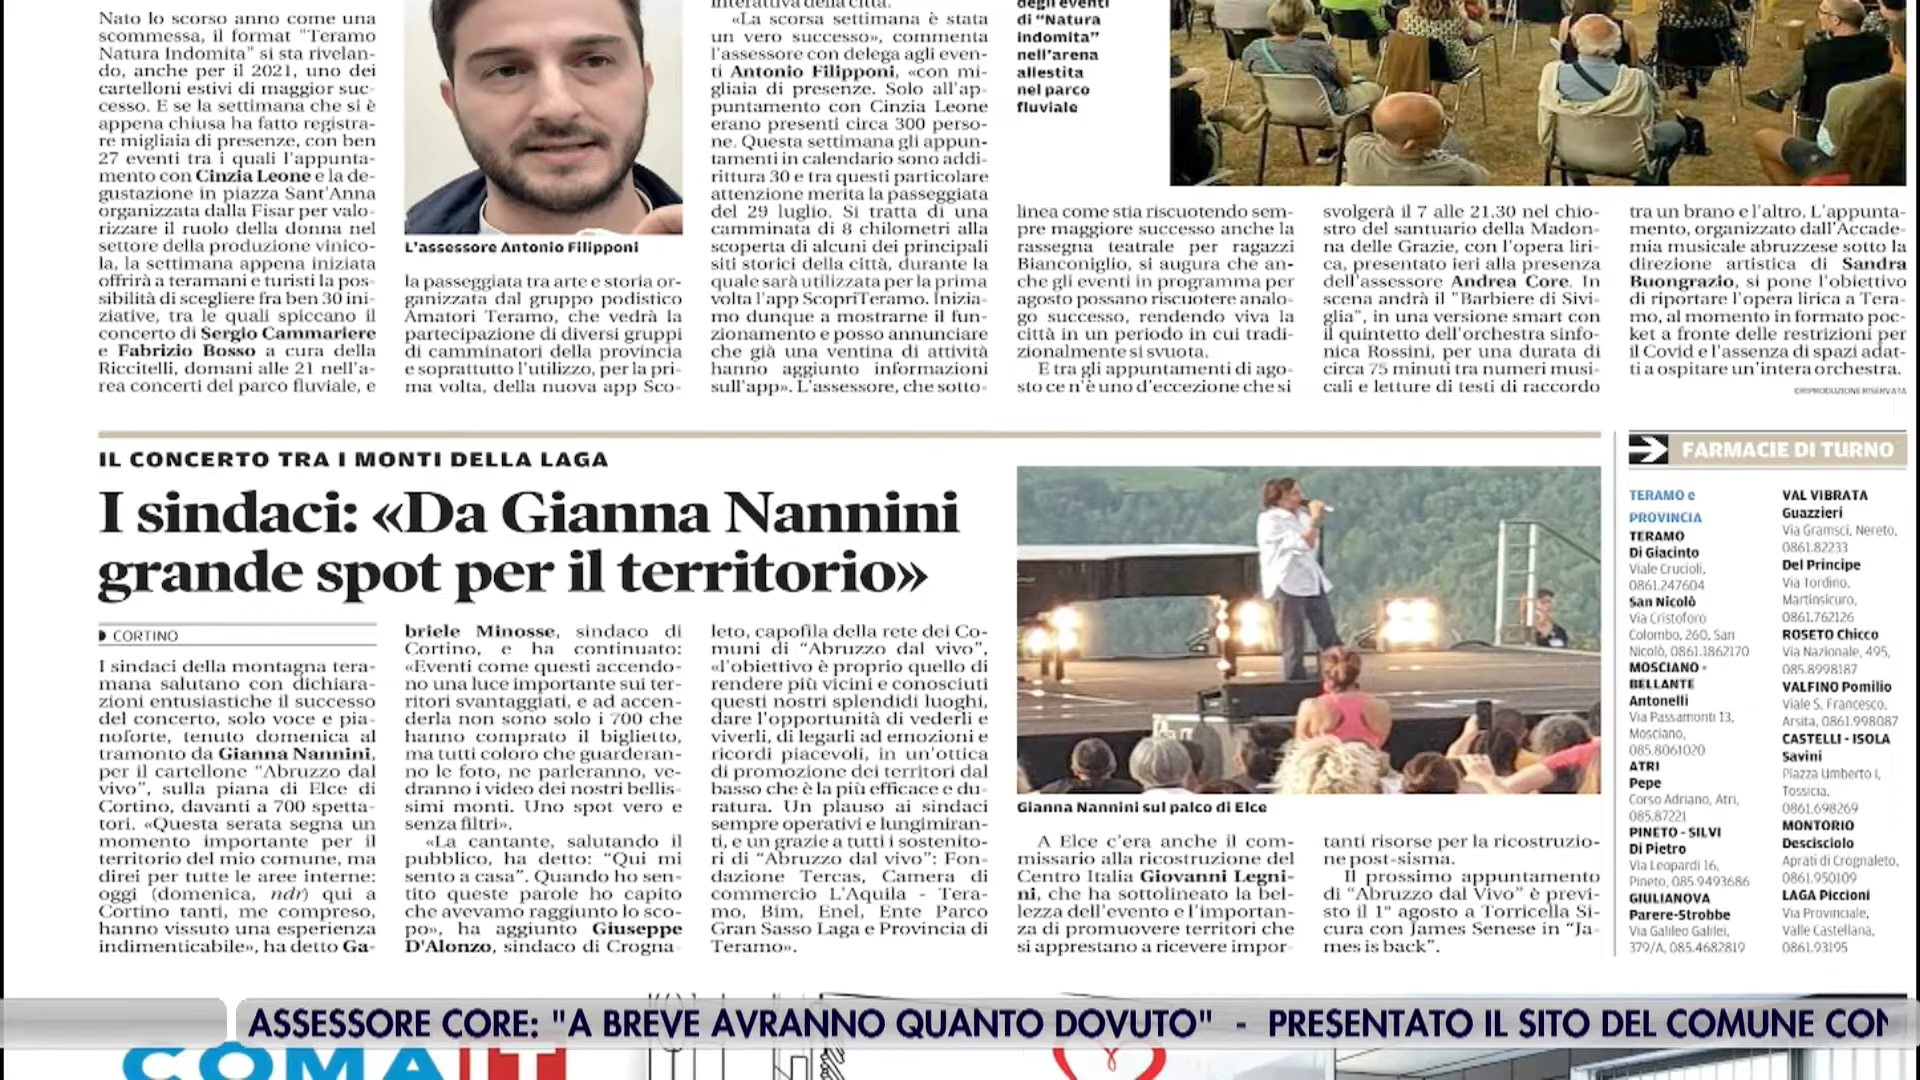 Nato lo scorso anno come una
scommessa, il format "Teramo
Natura Indomita" si sta rivelan-
do, anche per il 2021, uno dei
cartelloni estivi di maggior suc-
cesso. E se la settimana che si è
appena chiusa ha fatto registra-
re migliaia di presenze, con ben
27 eventi tra i quali l'appunta-
mento con Cinzia Leone e la de-
gustazione in piazza Sant'Anna
organizzata dalla Fisar per valo-
rizzare il ruolo della donna nel
settore della produzione vinico-
la, la settimana appena iniziata
offrirà a teramani e turisti la pos-
sibilità di scegliere fra ben 30 ini-
ziative, tra le quali spiccano il
concerto di Sergio Cammariere
e Fabrizio Bosso a cura della
Riccitelli, domani alle 21 nell'a-
rea concerti del parco fluviale, e
L'assessore Antonio Filipponi
la passeggiata tra arte e storia or-
ganizzata dal gruppo podistico
Amatori Teramo, che vedrà la
partecipazione di diversi gruppi
di camminatori della provincia
e soprattutto l'utilizzo, per la pri-
ma volta, della nuova app Sco-
interattiva della città.
«La scorsa settimana è stata
un vero successo», commenta
l'assessore con delega agli even-
ti Antonio Filipponi, «con mi-
gliaia di presenze. Solo all'ap-
puntamento con Cinzia Leone
erano presenti circa 300 perso-
ne. Questa settimana gli appun-
tamenti in calendario sono addi-
rittura 30 e tra questi particolare
attenzione merita la passeggiata
del 29 luglio. Si tratta di una
camminata di 8 chilometri alla
scoperta di alcuni dei principali
siti storici della città, durante la
quale sarà utilizzata per la prima
volta l'app ScopriTeramo. Inizia-
mo dunque a mostrarne il fun-
zionamento e posso annunciare
che già una ventina di attività
hanno aggiunto informazioni
sull'app». L'assessore, che sotto-
degli eventi
di "Natura
indomita"
nell'arena
allestita
nel parco
fluviale
linea come stia riscuotendo sem-
pre maggiore successo anche la
rassegna teatrale per ragazzi
Bianconiglio, si augura che an-
che gli eventi in programma per
agosto possano riscuotere analo-
go successo, rendendo viva la
città in un periodo in cui tradi-
zionalmente si svuota.
E tra gli appuntamenti di ago-
sto ce n'è uno d'eccezione che si
svolgerà il 7 alle 21.30 nel chio-
stro del santuario della Madon-
na delle Grazie, con l'opera liri-
ca, presentato ieri alla presenza
dell'assessore Andrea Core. In
scena andrà il "Barbiere di Sivi-
glia", in una versione smart con
il quintetto dell'orchestra sinfo-
nica Rossini, per una durata di
circa 75 minuti tra numeri musi-
cali e letture di testi di raccordo
tra un brano e l'altro. L'appunta-
mento, organizzato dall'Accade-
mia musicale abruzzese sotto la
direzione artistica di Sandra
Buongrazio, si pone l'obiettivo
di riportare l'opera lirica a Tera-
mo, al momento in formato poc-
ket a fronte delle restrizioni per
il Covid e l'assenza di spazi adat-
ti a ospitare un'intera orchestra.
©RIPRODUZIONE RISERVATA
IL CONCERTO TRA I MONTI DELLA LAGA
I sindaci: «Da Gianna Nannini
grande spot per il territorio»
CORTINO
I sindaci della montagna tera-
mana salutano con dichiara-
zioni entusiastiche il successo
del concerto, solo voce e pia-
noforte, tenuto domenica al
tramonto da Gianna Nannini,
per il cartellone "Abruzzo dal
vivo", sulla piana di Elce di
Cortino, davanti a 700 spetta-
tori. «Questa serata segna un
momento importante per il
territorio del mio comune, ma
direi per tutte le aree interne:
oggi (domenica, ndr) qui a
Cortino tanti, me compreso,
hanno vissuto una esperienza
indimenticabile», ha detto Ga-
briele Minosse, sindaco di
Cortino, e ha continuato:
«Eventi come questi accendo-
no una luce importante sui ter-
ritori svantaggiati, e ad accen-
derla non sono solo i 700 che
hanno comprato il biglietto,
ma tutti coloro che guarderan-
no le foto, ne parleranno, ve-
dranno i video dei nostri bellis-
simi monti. Uno spot vero e
senza filtri».
«La cantante, salutando il
pubblico, ha detto: "Qui mi
sento a casa". Quando ho sen-
tito queste parole ho capito
che avevamo raggiunto lo sco-
po», ha aggiunto Giuseppe
D'Alonzo, sindaco di Crogna-
leto, capofila della rete dei Co-
muni di "Abruzzo dal vivo",
«l'obiettivo è proprio quello di
rendere più vicini e conosciuti
questi nostri splendidi luoghi,
dare l'opportunità di vederli e
viverli, di legarli ad emozioni e
ricordi piacevoli, in un'ottica
di promozione dei territori dal
basso che è la più efficace e du-
ratura. Un plauso ai sindaci
sempre operativi e lungimiran-
ti, e un grazie a tutti i sostenito-
ri di "Abruzzo dal vivo": Fon-
dazione Tercas, Camera di
commercio L'Aquila - Tera-
mo, Bim, Enel, Ente Parco
Gran Sasso Laga e Provincia di
Teramo».
Gianna Nannini sul palco di Elce
A Elce c'era anche il com-
missario alla ricostruzione del
Centro Italia Giovanni Legni-
ni, che ha sottolineato la bel-
lezza dell'evento e l'importan-
za di promuovere territori che
si apprestano a ricevere impor-
tanti risorse per la ricostruzio-
ne post-sisma.
Il prossimo appuntamento
di "Abruzzo dal Vivo" è previ-
sto il 1° agosto a Torricella Si-
cura con James Senese in "Ja-
mes is back".
FARMACIE DI TURNO
TERAMO e
PROVINCIA
TERAMO
Di Giacinto
Viale Crucioli,
0861.247604
San Nicolò
Via Cristoforo
Colombo, 260, San
Nicolò, 0861.1862170
MOSCIANO -
BELLANTE
Antonelli
Via Passamonti 13,
Mosciano,
085.8061020
ATRI
Pepe
Corso Adriano, Atri,
085.87221
PINETO - SILVI
Di Pietro
Via Leopardi 16,
Pineto, 085.9493686
GIULIANOVA
Parere-Strobbe
Via Galileo Galilei,
379/A, 085.4682819
VAL VIBRATA
Guazzieri
Via Gramsci, Nereto,
0861.82233
Del Principe
Via Tordino,
Martinsicuro,
0861.762126
ROSETO Chicco
Via Nazionale, 495,
085.8998187
VALFINO Pomilio
Viale S. Francesco,
Arsita, 0861.998087
CASTELLI - ISOLA
Savini
Piazza Umberto I,
Tossicia,
0861.698269
MONTORIO
Descisciolo
Aprati di Crognaleto,
0861.950109
LAGA Piccioni
Via Provinciale,
Valle Castellana,
0861.93195
ASSESSORE CORE: "A BREVE AVRANNO QUANTO DOVUTO" - PRESENTATO IL SITO DEL COMUNE CON
COMA IT